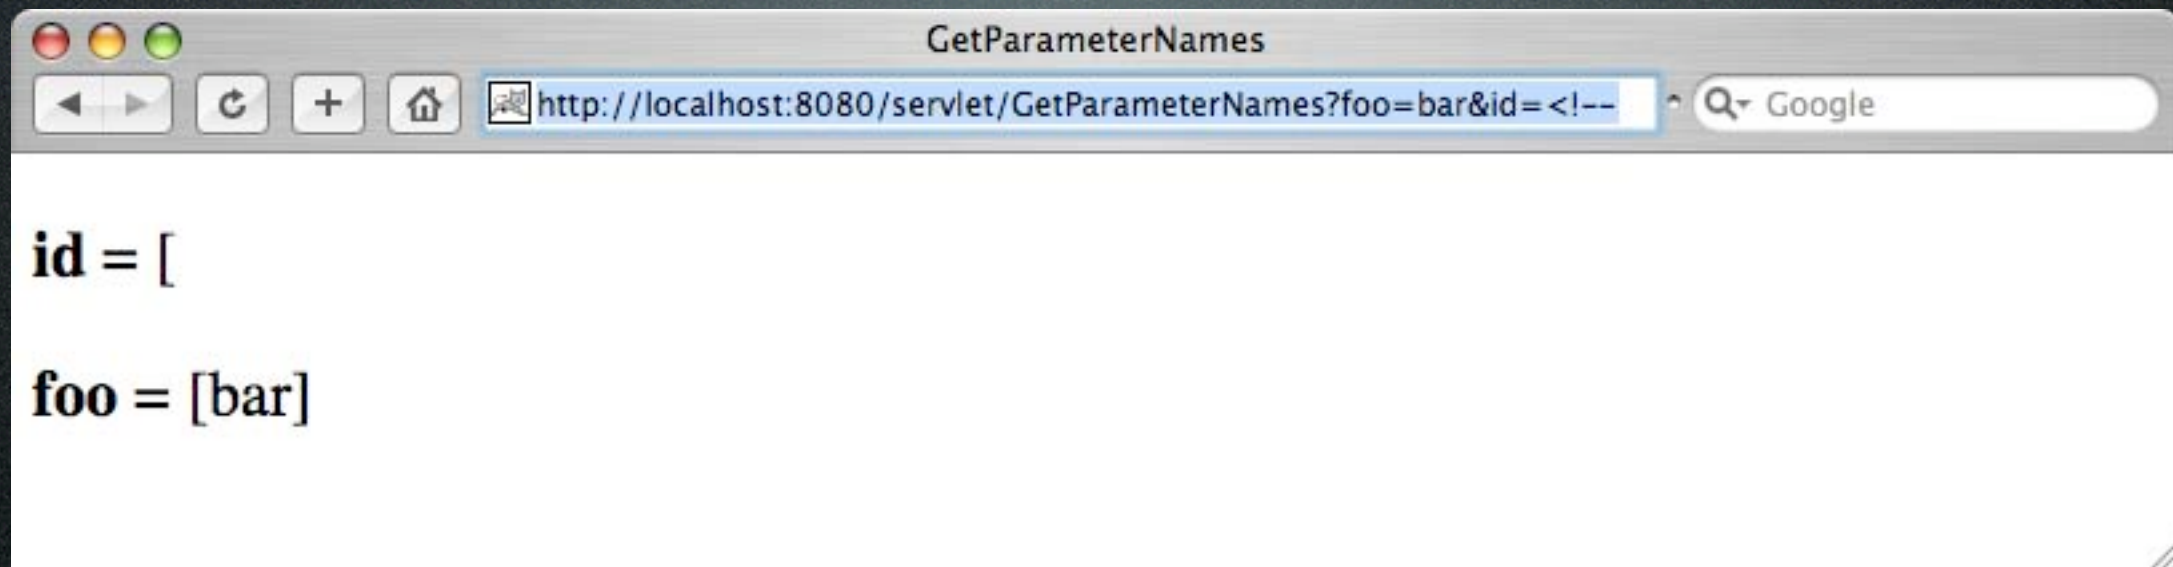 GetParameterNames
http://localhost:8080/servlet/GetParameterNames?foo=bar&id=<!--
Google
id = [
foo = [bar]